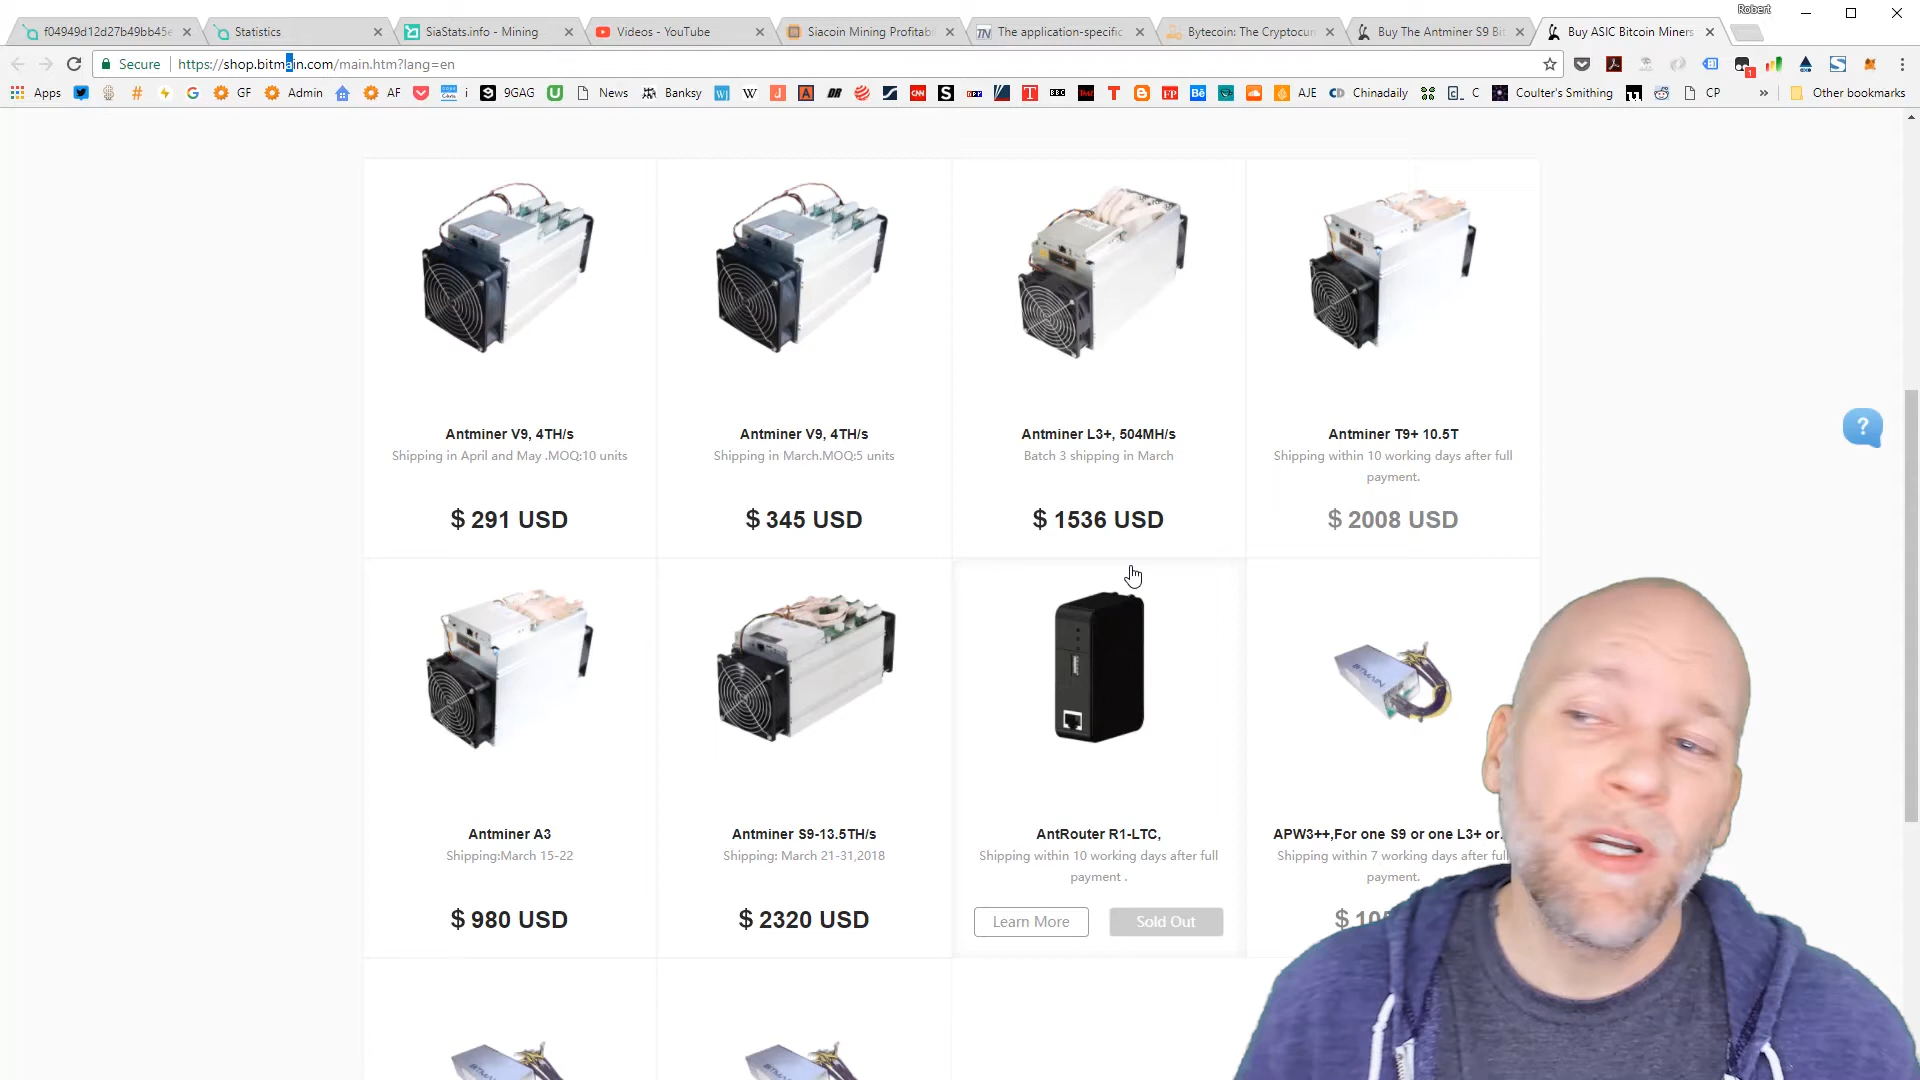 Robert
f04949d12d27b49bb45e
Statistics
SiaStats.info - Mining
Videos - YouTube
Siacoin Mining Profitab
The application-specific
Bytecoin: The Cryptocur
Buy The Antminer S9 Bit
Buy ASIC Bitcoin Miners
Secure https://shop.bitmain.com/main.htm?lang=en
Apps GF Admin AF i 9GAG News Banksy AJE Chinadaily C Coulter's Smithing CP » Other bookmarks
Antminer V9, 4TH/s
Shipping in April and May .MOQ:10 units
$ 291 USD
Antminer V9, 4TH/s
Shipping in March.MOQ:5 units
$ 345 USD
Antminer L3+, 504MH/s
Batch 3 shipping in March
$ 1536 USD
Antminer T9+ 10.5T
Shipping within 10 working days after full
payment.
$ 2008 USD
?
Antminer A3
Shipping:March 15-22
$ 980 USD
Antminer S9-13.5TH/s
Shipping: March 21-31,2018
$ 2320 USD
AntRouter R1-LTC,
Shipping within 10 working days after full
payment .
Learn More
Sold Out
BITMAIN
APW3++,For one S9 or one L3+ or..
Shipping within 7 working days after full
payment.
$ 10
BITMAIN
BITMAIN